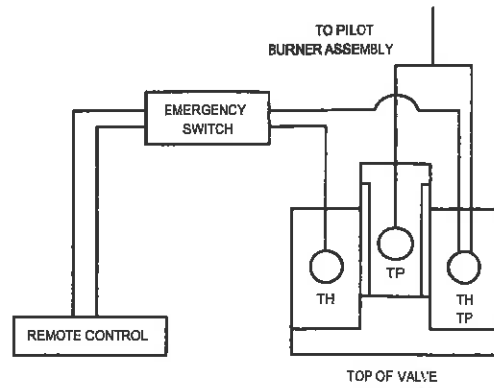 TO PILOT
BURNER ASSEMBLY
EMERGENCY
SWITCH
TP
TH
TH
TP
REMOTE CONTROL
TOP OF VALVE